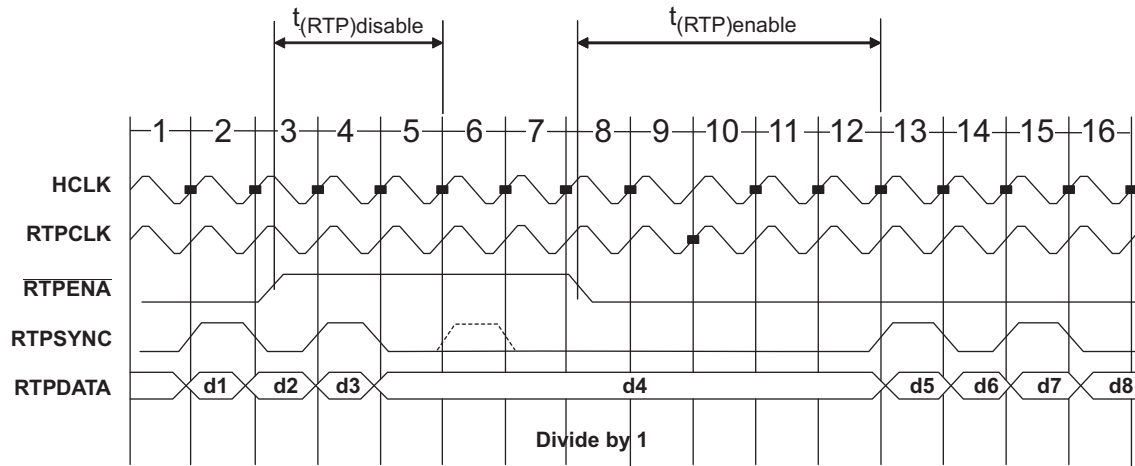 t(RTP)disable
t(RTP)enable
1 2 3 4 5 6 7 8 9 10 11 12 13 14 15 16
HCLK
RTPCLK
RTPENA
RTPSYNC
RTPDATA d1 d2 d3 d4 d5 d6 d7 d8
Divide by 1